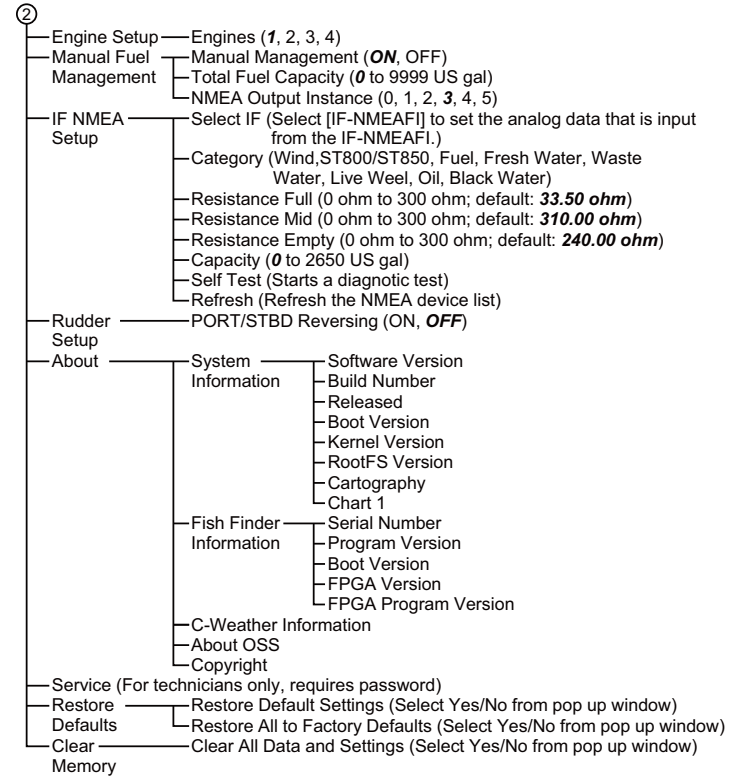 2
Engine Setup Engines (1, 2, 3, 4)
Manual Fuel Manual Management (ON, OFF)
Management Total Fuel Capacity (0 to 9999 US gal)
NMEA Output Instance (0, 1, 2, 3, 4, 5)
IF NMEA Select IF (Select [IF-NMEAFI] to set the analog data that is input
Setup from the IF-NMEAFI.)
Category (Wind,ST800/ST850, Fuel, Fresh Water, Waste
Water, Live Weel, Oil, Black Water)
Resistance Full (0 ohm to 300 ohm; default: 33.50 ohm)
Resistance Mid (0 ohm to 300 ohm; default: 310.00 ohm)
Resistance Empty (0 ohm to 300 ohm; default: 240.00 ohm)
Capacity (0 to 2650 US gal)
Self Test (Starts a diagnotic test)
Refresh (Refresh the NMEA device list)
Rudder PORT/STBD Reversing (ON, OFF)
Setup
About System Software Version
Information Build Number
Released
Boot Version
Kernel Version
RootFS Version
Cartography
Chart 1
Fish Finder Serial Number
Information Program Version
Boot Version
FPGA Version
FPGA Program Version
C-Weather Information
About OSS
Copyright
Service (For technicians only, requires password)
Restore Restore Default Settings (Select Yes/No from pop up window)
Defaults Restore All to Factory Defaults (Select Yes/No from pop up window)
Clear Clear All Data and Settings (Select Yes/No from pop up window)
Memory